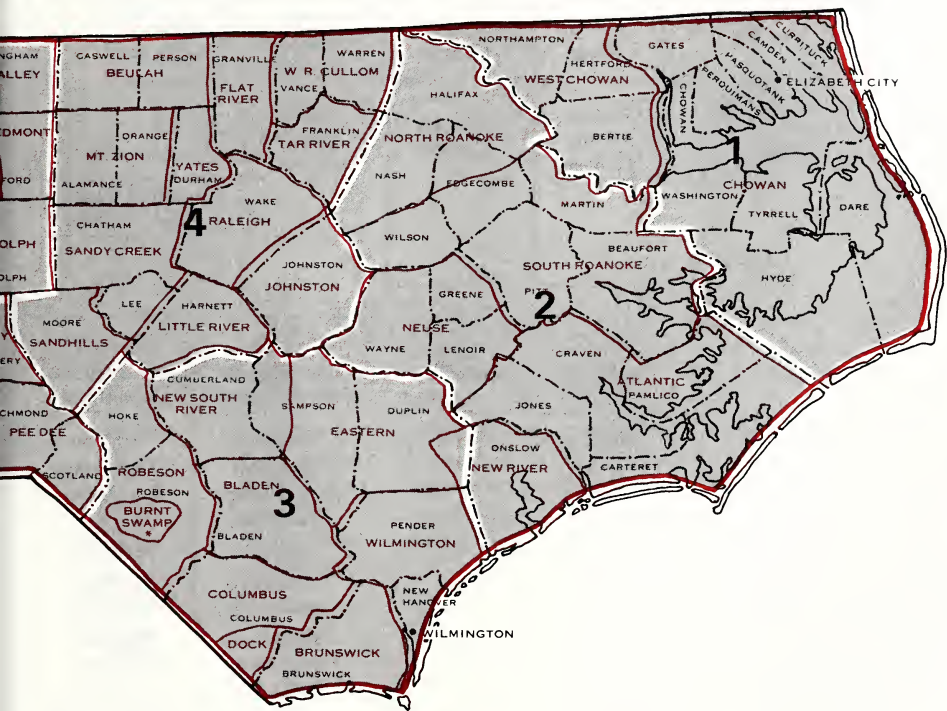 NORTHAMPTON
GATES
CURRITUCK
CAMDEN
PASQUOTANK
PERQUIMANS
ELIZABETH CITY
NGHAM
ALLEY
CASWELL
PERSON
BEULAH
GRANVILLE
FLAT
RIVER
WARREN
W. R. CULLOM
VANCE
HERTFORD
WEST CHOWAN
HALIFAX
CHOWAN
EDMONT
ORANGE
MT. ZION
FRANKLIN
TAR RIVER
NORTH ROANOKE
BERTIE
1
YATES
DURHAM
FORD
ALAMANCE
NASH
EDGECOMBE
CHOWAN
WASHINGTON
WAKE
MARTIN
TYRRELL
DARE
4
RALEIGH
CHATHAM
SANDY CREEK
WILSON
OLPH
BEAUFORT
SOUTH ROANOKE
JOHNSTON
JOHNSTON
OLPH
HYDE
LEE
HARNETT
LITTLE RIVER
GREENE
PITT
2
MOORE
SANDHILLS
NEUSE
WAYNE
LENOIR
CRAVEN
Y
ERY
CUMBERLAND
NEW SOUTH
RIVER
ATLANTIC
PAMLICO
CHMOND
PEE DEE
HOKE
SAMPSON
DUPLIN
EASTERN
JONES
ONSLOW
NEW RIVER
CARTERET
SCOTLAND
ROBESON
ROBESON
BURNT
SWAMP
*
BLADEN
3
BLADEN
PENDER
WILMINGTON
COLUMBUS
COLUMBUS
NEW
HANOVER
DOCK
BRUNSWICK
BRUNSWICK
WILMINGTON